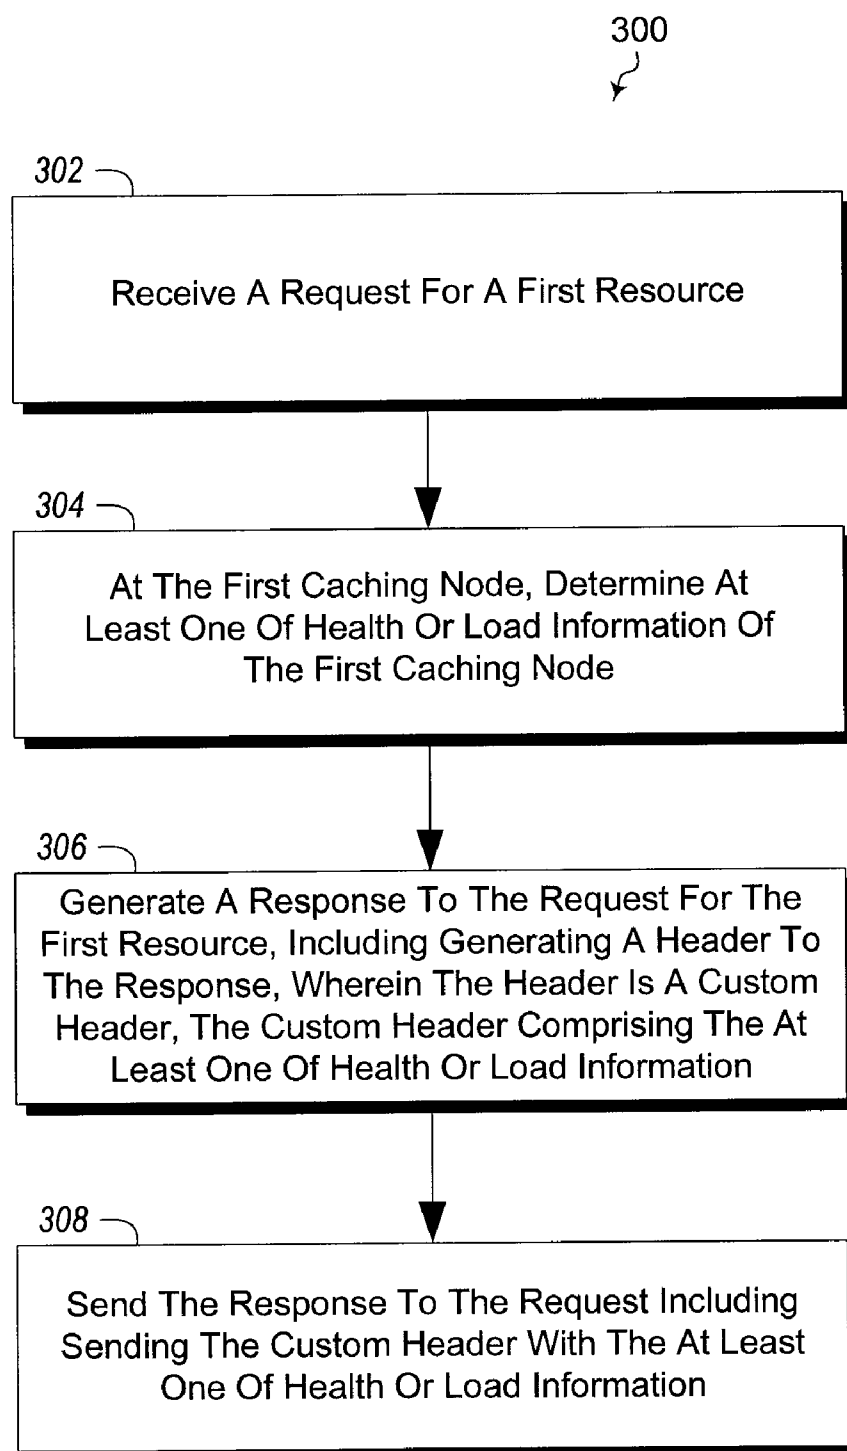 300
302
Receive A Request For A First Resource
304
At The First Caching Node, Determine At
Least One Of Health Or Load Information Of
The First Caching Node
306
Generate A Response To The Request For The
First Resource, Including Generating A Header To
The Response, Wherein The Header Is A Custom
Header, The Custom Header Comprising The At
Least One Of Health Or Load Information
308
Send The Response To The Request Including
Sending The Custom Header With The At Least
One Of Health Or Load Information